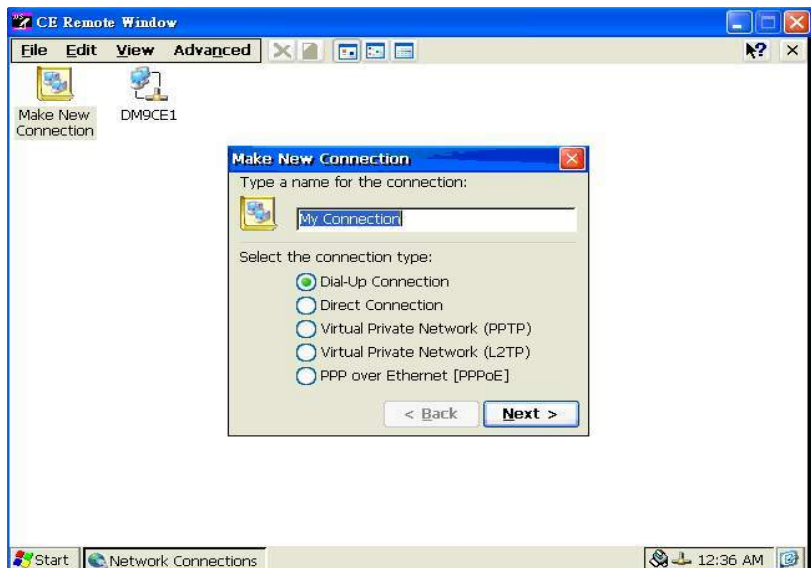 CE Remote Window
File Edit View Advanced
Make New Connection
DM9CE1
Make New Connection
Type a name for the connection:
My Connection
Select the connection type:
Dial-Up Connection
Direct Connection
Virtual Private Network (PPTP)
Virtual Private Network (L2TP)
PPP over Ethernet [PPPoE]
< Back Next >
Start Network Connections 12:36 AM